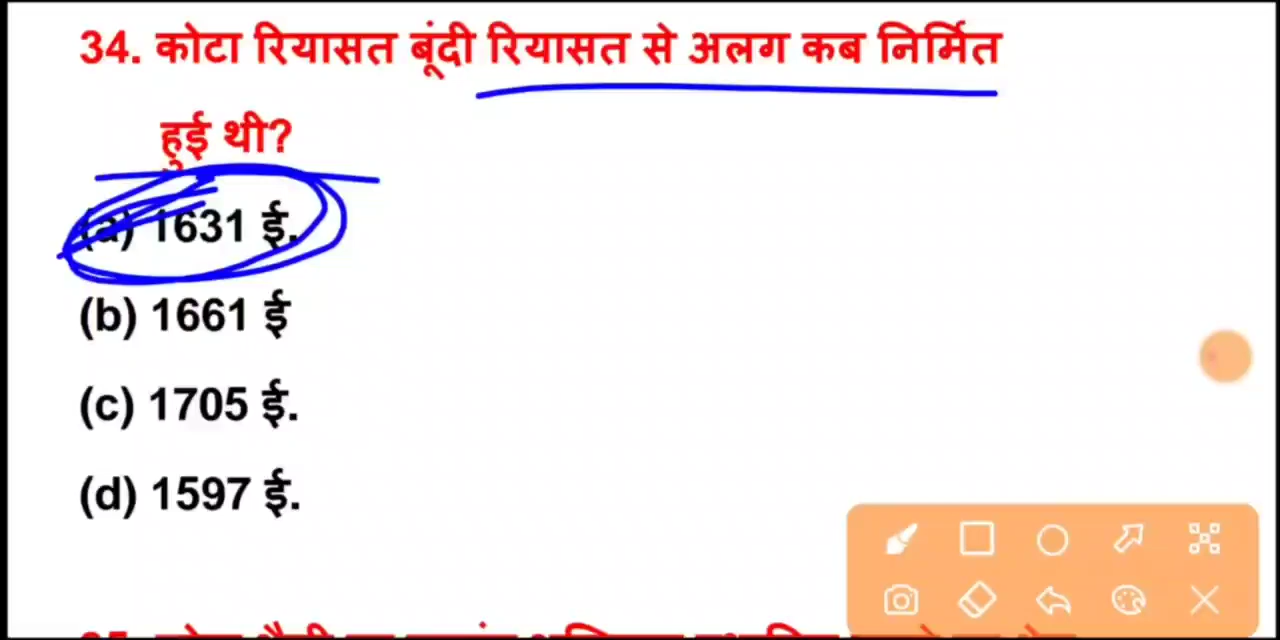 34. कोटा रियासत बूंदी रियासत से अलग कब निर्मित
हुई थी?
(a) 1631 ई.
(b) 1661 ई
(c) 1705 ई.
(d) 1597 ई.